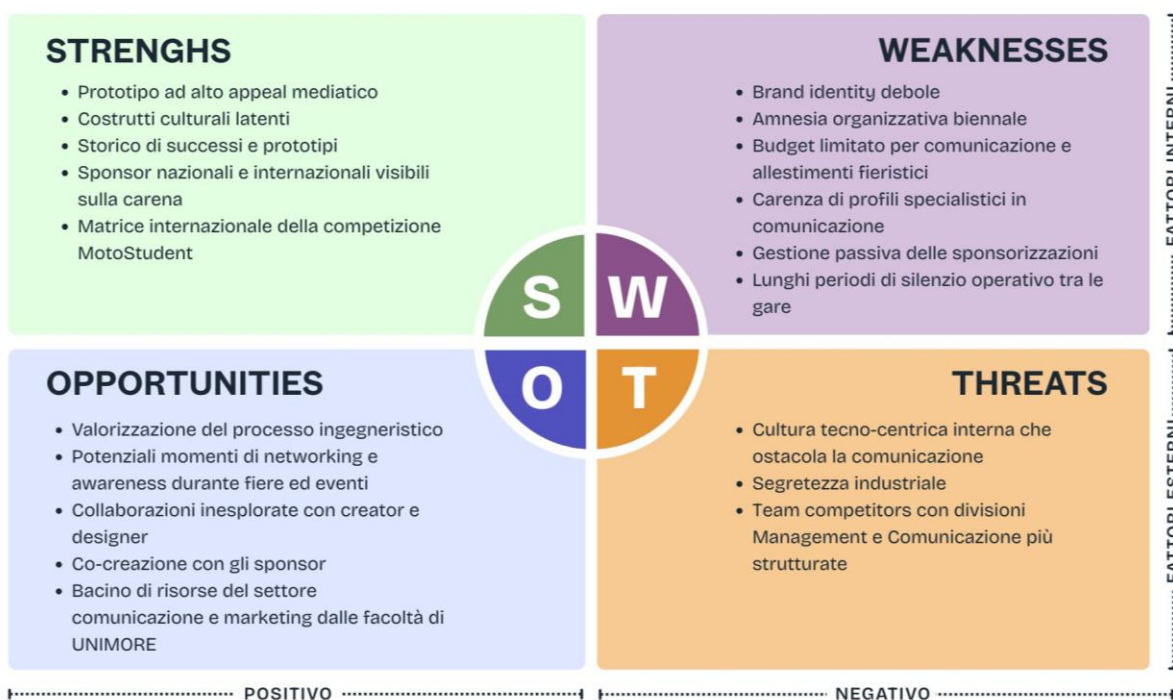 STRENGHS
• Prototipo ad alto appeal mediatico
• Costrutti culturali latenti
• Storico di successi e prototipi
• Sponsor nazionali e internazionali visibili
sulla carena
• Matrice internazionale della competizione
MotoStudent
WEAKNESSES
• Brand identity debole
• Amnesia organizzativa biennale
• Budget limitato per comunicazione e
allestimenti fieristici
• Carenza di profili specialistici in
comunicazione
• Gestione passiva delle sponsorizzazioni
• Lunghi periodi di silenzio operativo tra le
gare
FATTORI INTERNI
S
W
O
T
OPPORTUNITIES
• Valorizzazione del processo ingegneristico
• Potenziali momenti di networking e
awareness durante fiere ed eventi
• Collaborazioni inesplorate con creator e
designer
• Co-creazione con gli sponsor
• Bacino di risorse del settore
comunicazione e marketing dalle facoltà di
UNIMORE
THREATS
• Cultura tecno-centrica interna che
ostacola la comunicazione
• Segretezza industriale
• Team competitors con divisioni
Management e Comunicazione più
strutturate
FATTORI ESTERNI
POSITIVO
NEGATIVO